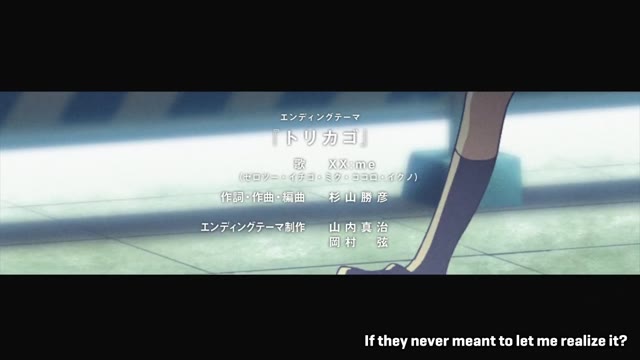 エンディングテーマ
『トリカゴ』
歌　XX:me
(ゼロツー・イチゴ・ミク・ココロ・イクノ)
作詞・作曲・編曲　杉山勝彦
エンディングテーマ制作　山内真治
岡村　弦
If they never meant to let me realize it?